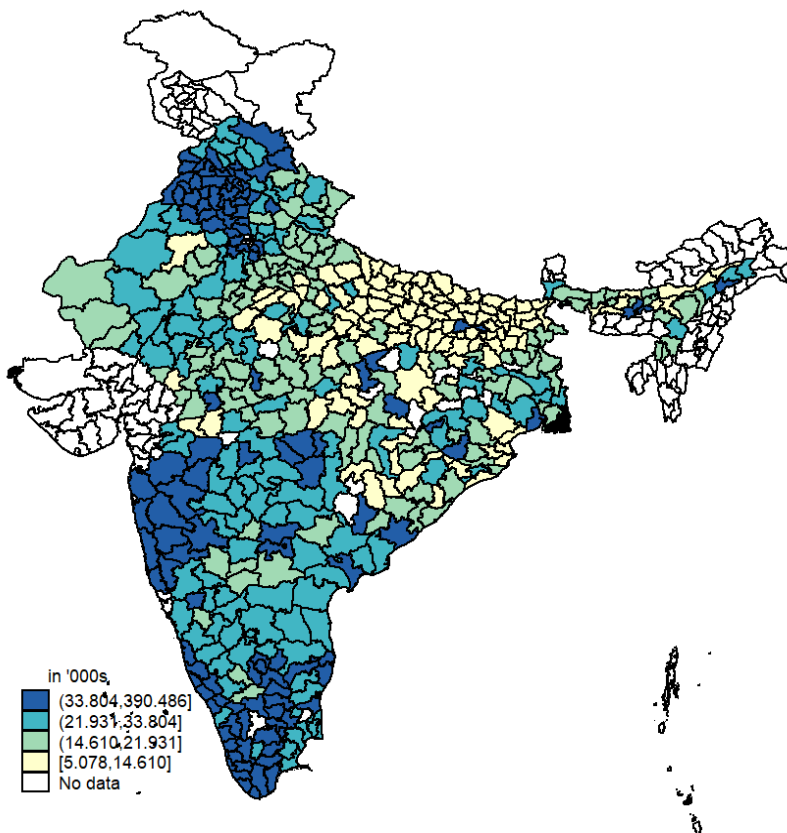 in '000s
(33.804,390.486]
(21.931,33.804]
(14.610,21.931]
[5.078,14.610]
No data